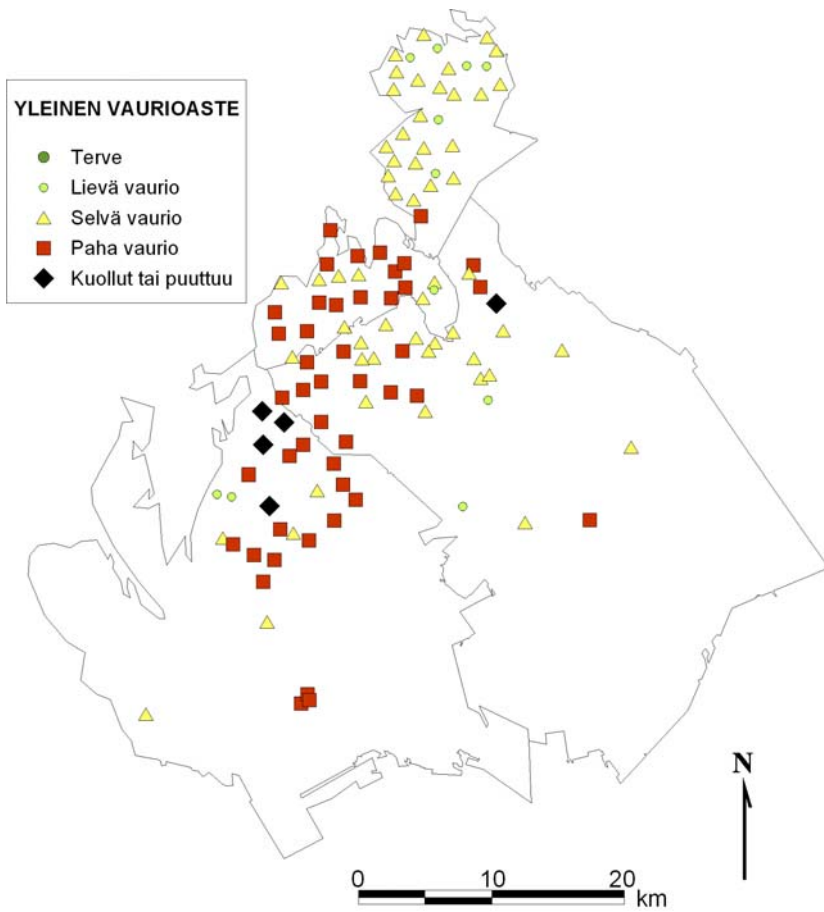 YLEINEN VAURIOASTE
Terve
Lievä vaurio
Selvä vaurio
Paha vaurio
Kuollut tai puuttuu
N
0 10 20
km